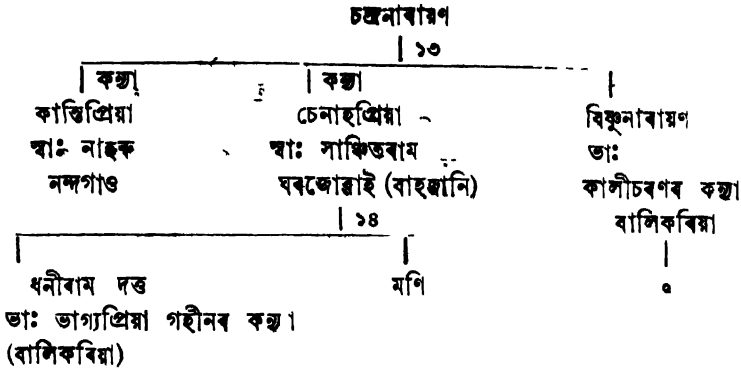 চন্দ্ৰনাৰায়ণ
১৩
কন্যা কন্যা
কান্তিপ্ৰিয়া চেনাহপ্ৰিয়া বিষ্ণুনাৰায়ণ
স্বাঃ নাহৰু স্বাঃ সাঞ্চিতৰাম ভাঃ
নন্দগাও ঘৰজোৱাই (বাহজানি) কালীচৰণৰ কন্যা
১৪ বালিকৰিয়া
ধনীৰাম দত্ত মণি ০
ভাঃ ভাগ্যপ্ৰিয়া গহীনৰ কন্যা।
(বালিকৰিয়া)